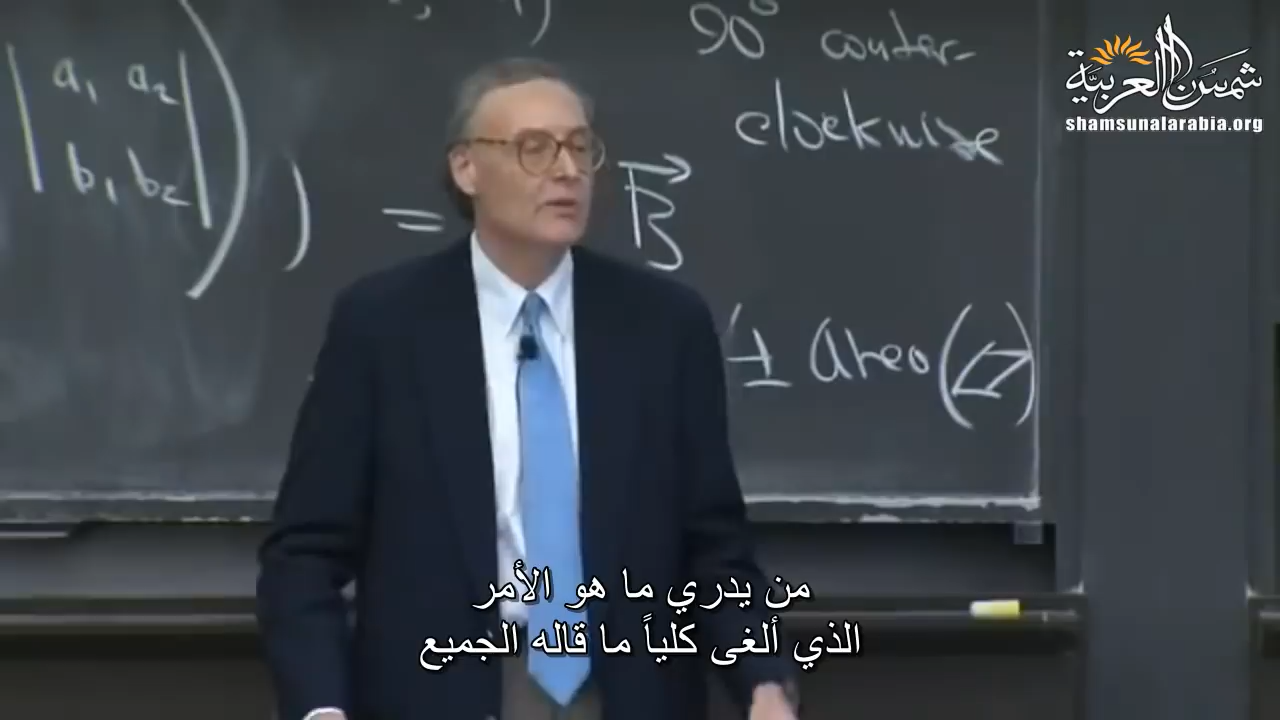 شمس العربية
shamsunalarabia.org
90° counter-
clockwise
| a₁ a₂ |
| b₁ b₂ | ) ) = B⃗
± area (▱)
من يدري ما هو الأمر
الذي ألغى كلياً ما قاله الجميع